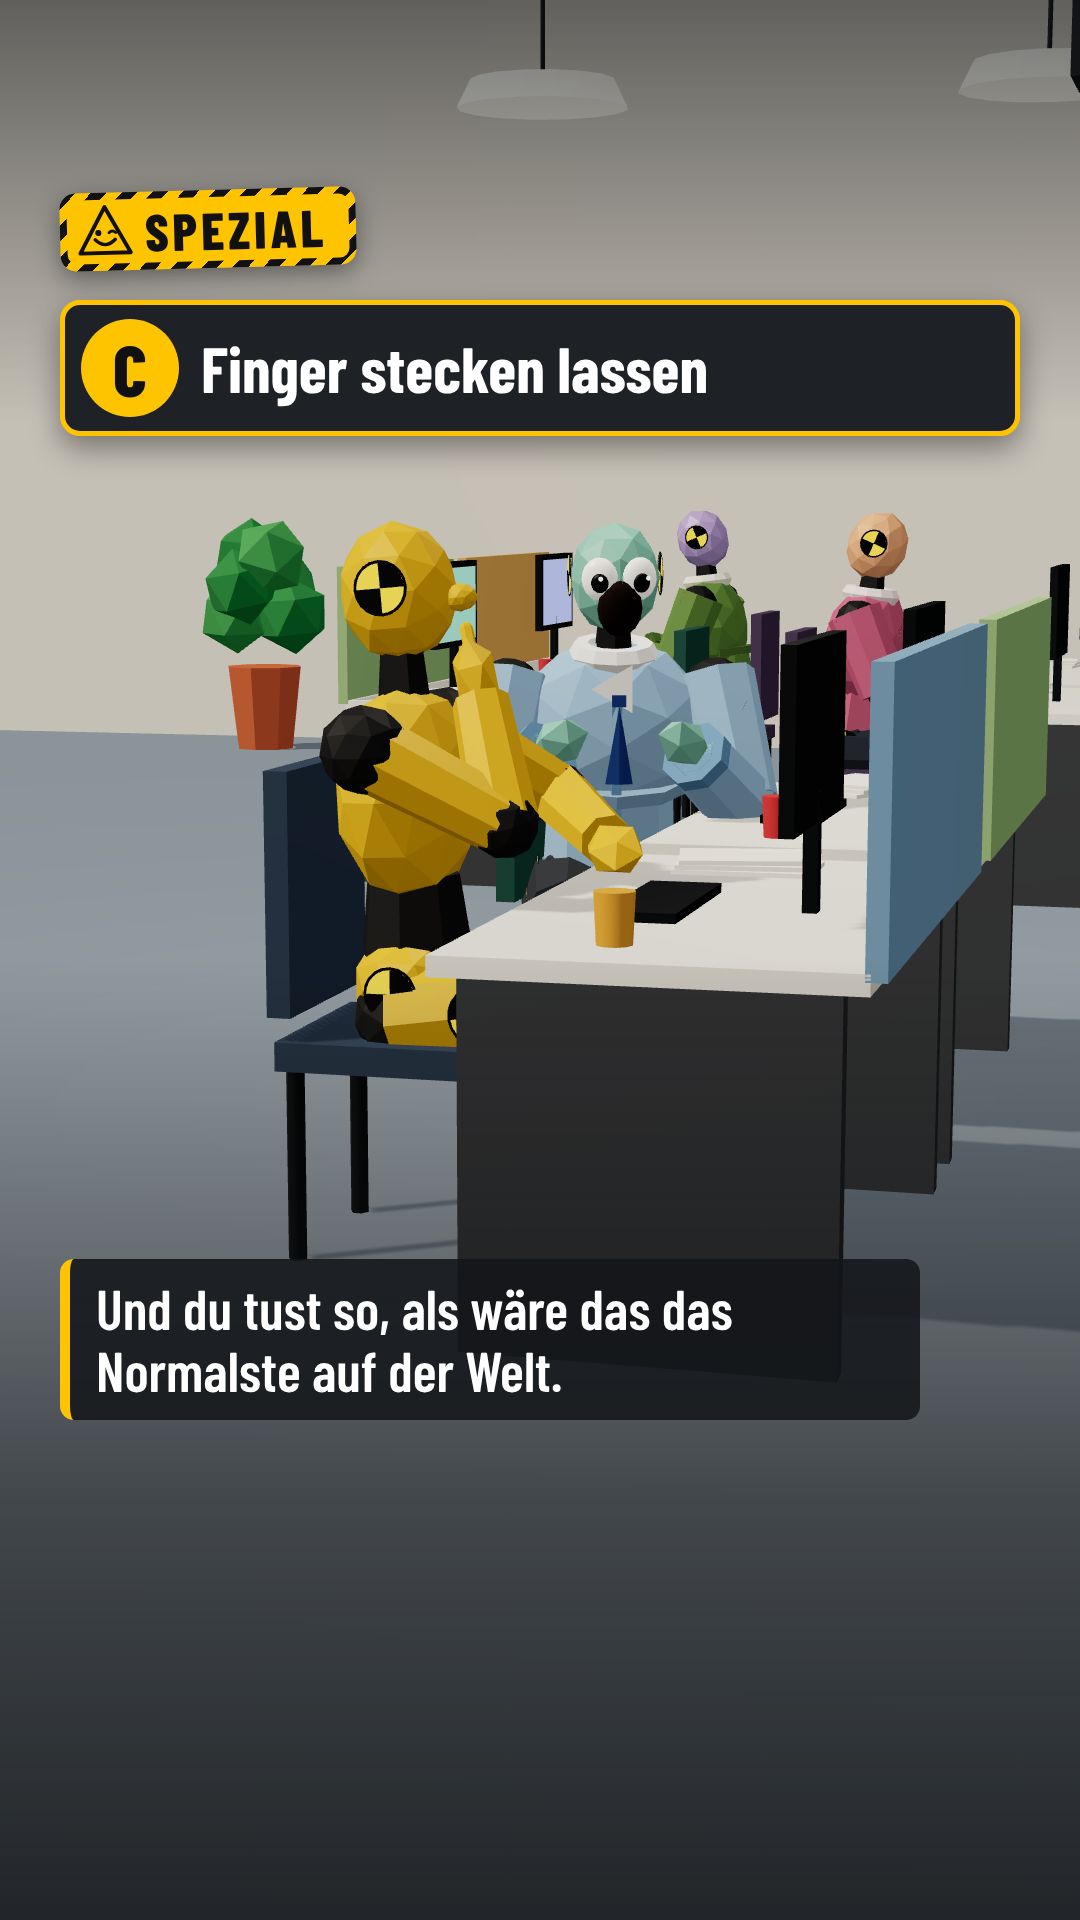 SPEZIAL
C Finger stecken lassen
Und du tust so, als wäre das das
Normalste auf der Welt.